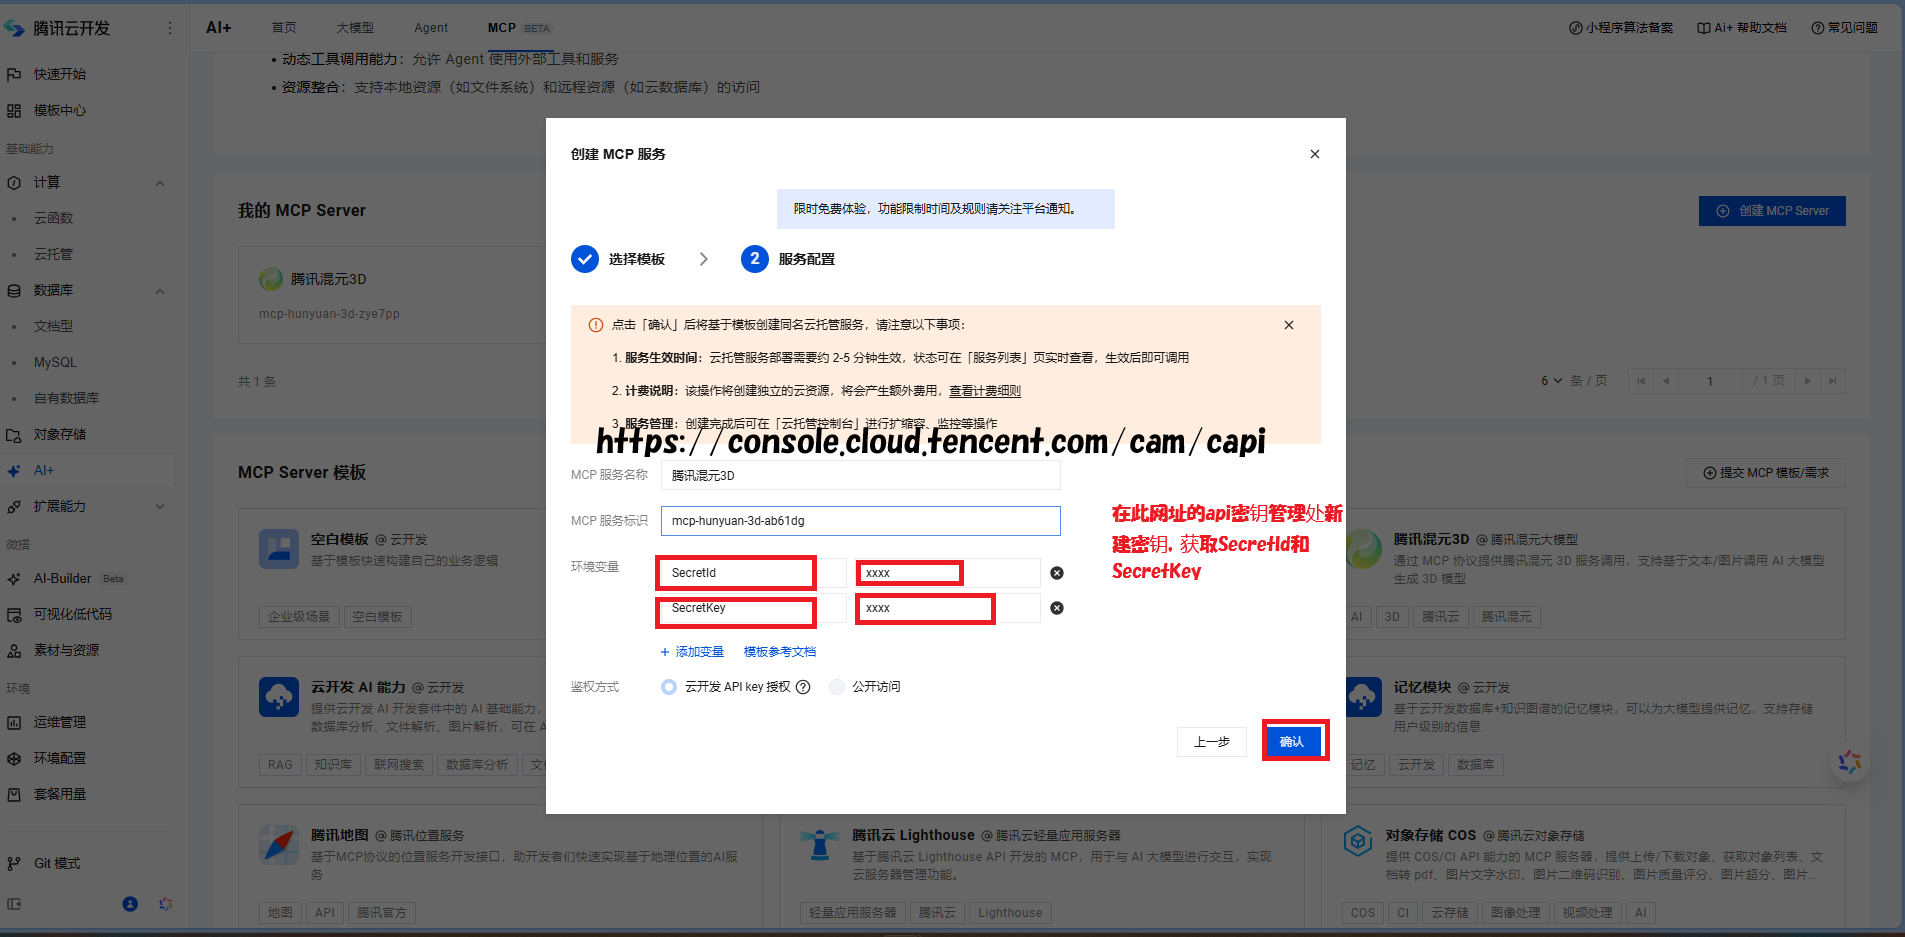 腾讯云开发
AI+
首页
大模型
Agent
MCP BETA
小程序算法备案
Ai+ 帮助文档
常见问题
快速开始
模板中心
基础能力
计算
云函数
云托管
数据库
文档型
MySQL
自有数据库
对象存储
AI+
扩展能力
微搭
AI-Builder Beta
可视化低代码
素材与资源
环境
运维管理
环境配置
套餐用量
Git 模式
• 动态工具调用能力：允许 Agent 使用外部工具和服务
• 资源整合：支持本地资源（如文件系统）和远程资源（如云数据库）的访问
我的 MCP Server
创建 MCP Server
腾讯混元3D
mcp-hunyuan-3d-zye7pp
共 1 条
6 条 / 页
1 / 1 页
MCP Server 模板
提交 MCP 模板/需求
创建 MCP 服务
限时免费体验，功能限制时间及规则请关注平台通知。
选择模板
2 服务配置
点击「确认」后将基于模板创建同名云托管服务，请注意以下事项：
1. 服务生效时间：云托管服务部署需要约 2-5 分钟生效，状态可在「服务列表」页实时查看，生效后即可调用
2. 计费说明：该操作将创建独立的云资源，将会产生额外费用，查看计费细则
3. 服务管理：创建完成后可在「云托管控制台」进行扩缩容、监控等操作
https://console.cloud.tencent.com/cam/capi
MCP 服务名称 腾讯混元3D
MCP 服务标识 mcp-hunyuan-3d-ab61dg
在此网址的api密钥管理处新
建密钥，获取SecretId和
SecretKey
环境变量 SecretId xxxx
SecretKey xxxx
+ 添加变量 模板参考文档
鉴权方式 云开发 API key 授权 公开访问
上一步 确认
空白模板 @ 云开发
基于模板快速构建自己的业务逻辑
企业级场景 空白模板
腾讯混元3D @ 腾讯混元大模型
通过 MCP 协议提供腾讯混元 3D 服务调用，支持基于文本/图片调用 AI 大模型
生成 3D 模型
AI 3D 腾讯云 腾讯混元
云开发 AI 能力 @ 云开发
提供云开发 AI 开发套件中的 AI 基础能力，
数据库分析、文件解析、图片解析，可在 A
RAG 知识库 联网搜索 数据库分析
记忆模块 @ 云开发
基于云开发数据库+知识图谱的记忆模块，可以为大模型提供记忆，支持存储
用户级别的信息
记忆 云开发 数据库
腾讯地图 @ 腾讯位置服务
基于MCP协议的位置服务开发接口，助开发者们快速实现基于地理位置的AI服
务
地图 API 腾讯官方
腾讯云 Lighthouse @ 腾讯云轻量应用服务器
基于腾讯云 Lighthouse API 开发的 MCP，用于与 AI 大模型进行交互，实现
云服务器管理功能。
轻量应用服务器 腾讯云 Lighthouse
对象存储 COS @ 腾讯云对象存储
提供 COS/CI API 能力的 MCP 服务器，提供上传/下载对象、获取对象列表、文
档转 pdf、图片文字水印、图片二维码识别、图片质量评分、图片超分、图片...
COS CI 云存储 图像处理 视频处理 AI